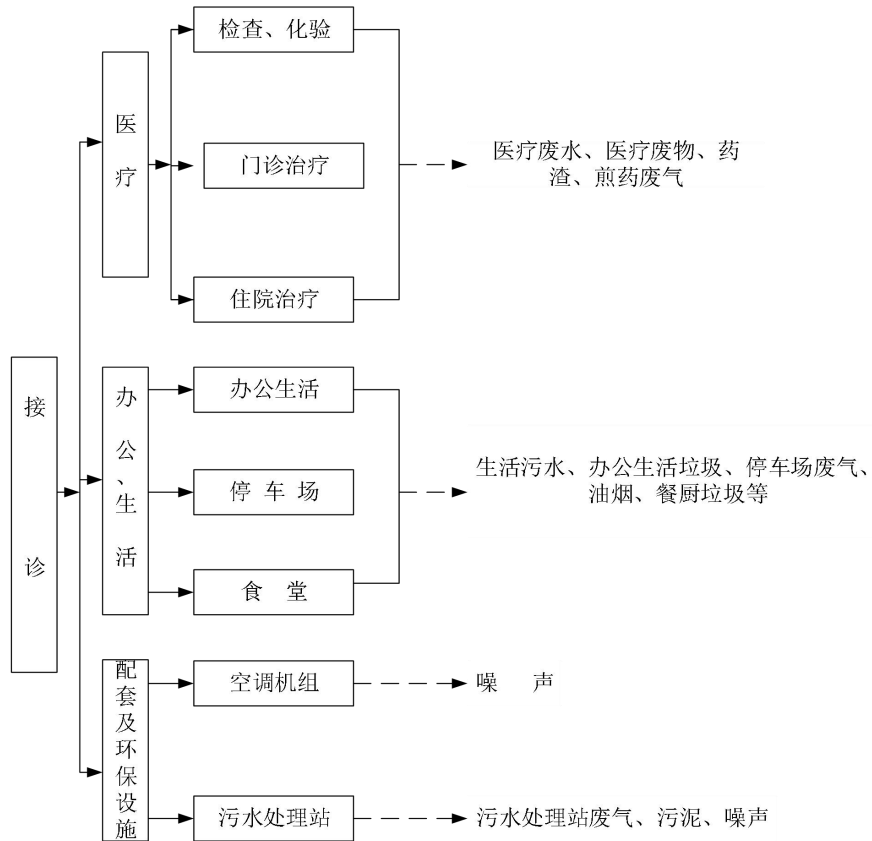 接诊
医疗
检查、化验
门诊治疗
住院治疗
医疗废水、医疗废物、药
渣、煎药废气
办公、生活
办公生活
停车场
食堂
生活污水、办公生活垃圾、停车场废气、
油烟、餐厨垃圾等
配套及环保设施
空调机组
噪声
污水处理站
污水处理站废气、污泥、噪声